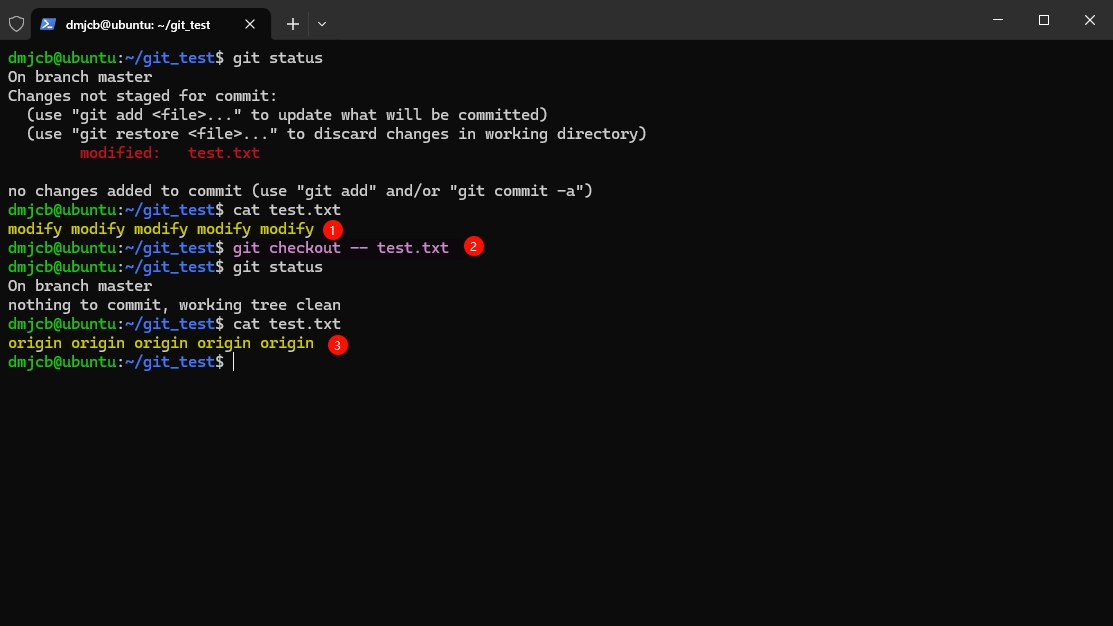 dmjcb@ubuntu: ~/git_test
dmjcb@ubuntu:~/git_test$ git status
On branch master
Changes not staged for commit:
  (use "git add <file>..." to update what will be committed)
  (use "git restore <file>..." to discard changes in working directory)
        modified:   test.txt
no changes added to commit (use "git add" and/or "git commit -a")
dmjcb@ubuntu:~/git_test$ cat test.txt
modify modify modify modify modify 1
dmjcb@ubuntu:~/git_test$ git checkout -- test.txt 2
dmjcb@ubuntu:~/git_test$ git status
On branch master
nothing to commit, working tree clean
dmjcb@ubuntu:~/git_test$ cat test.txt
origin origin origin origin origin 3
dmjcb@ubuntu:~/git_test$